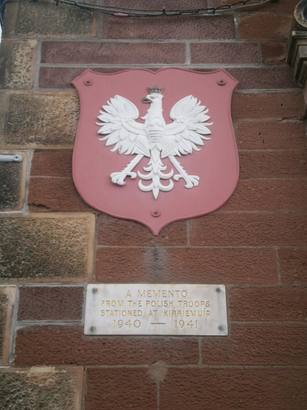 A MEMENTO
FROM THE POLISH TROOPS
STATIONED AT KIRRIEMUIR
1940 — 1941